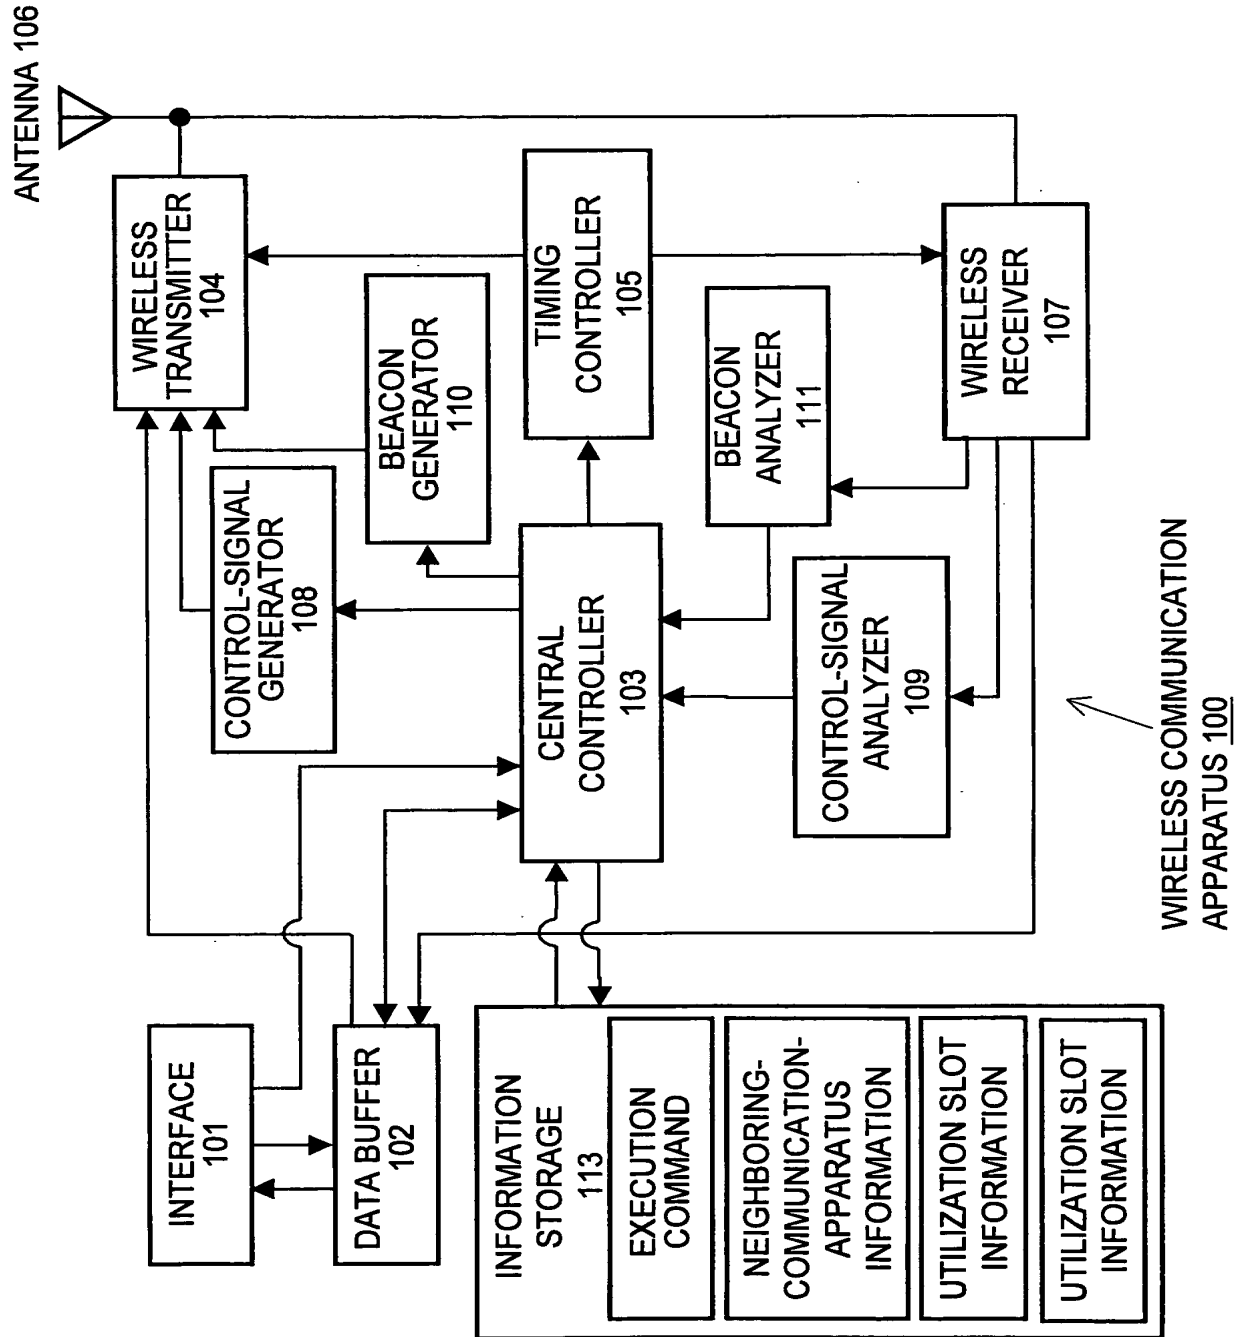 ANTENNA 106
INTERFACE
101
DATA BUFFER
102
WIRELESS
TRANSMITTER
104
CONTROL-SIGNAL
GENERATOR
108
BEACON
GENERATOR
110
CENTRAL
CONTROLLER
103
TIMING
CONTROLLER
105
BEACON
ANALYZER
111
CONTROL-SIGNAL
ANALYZER
109
WIRELESS
RECEIVER
107
INFORMATION
STORAGE
113
EXECUTION
COMMAND
NEIGHBORING-
COMMUNICATION-
APPARATUS
INFORMATION
UTILIZATION SLOT
INFORMATION
UTILIZATION SLOT
INFORMATION
WIRELESS COMMUNICATION
APPARATUS 100